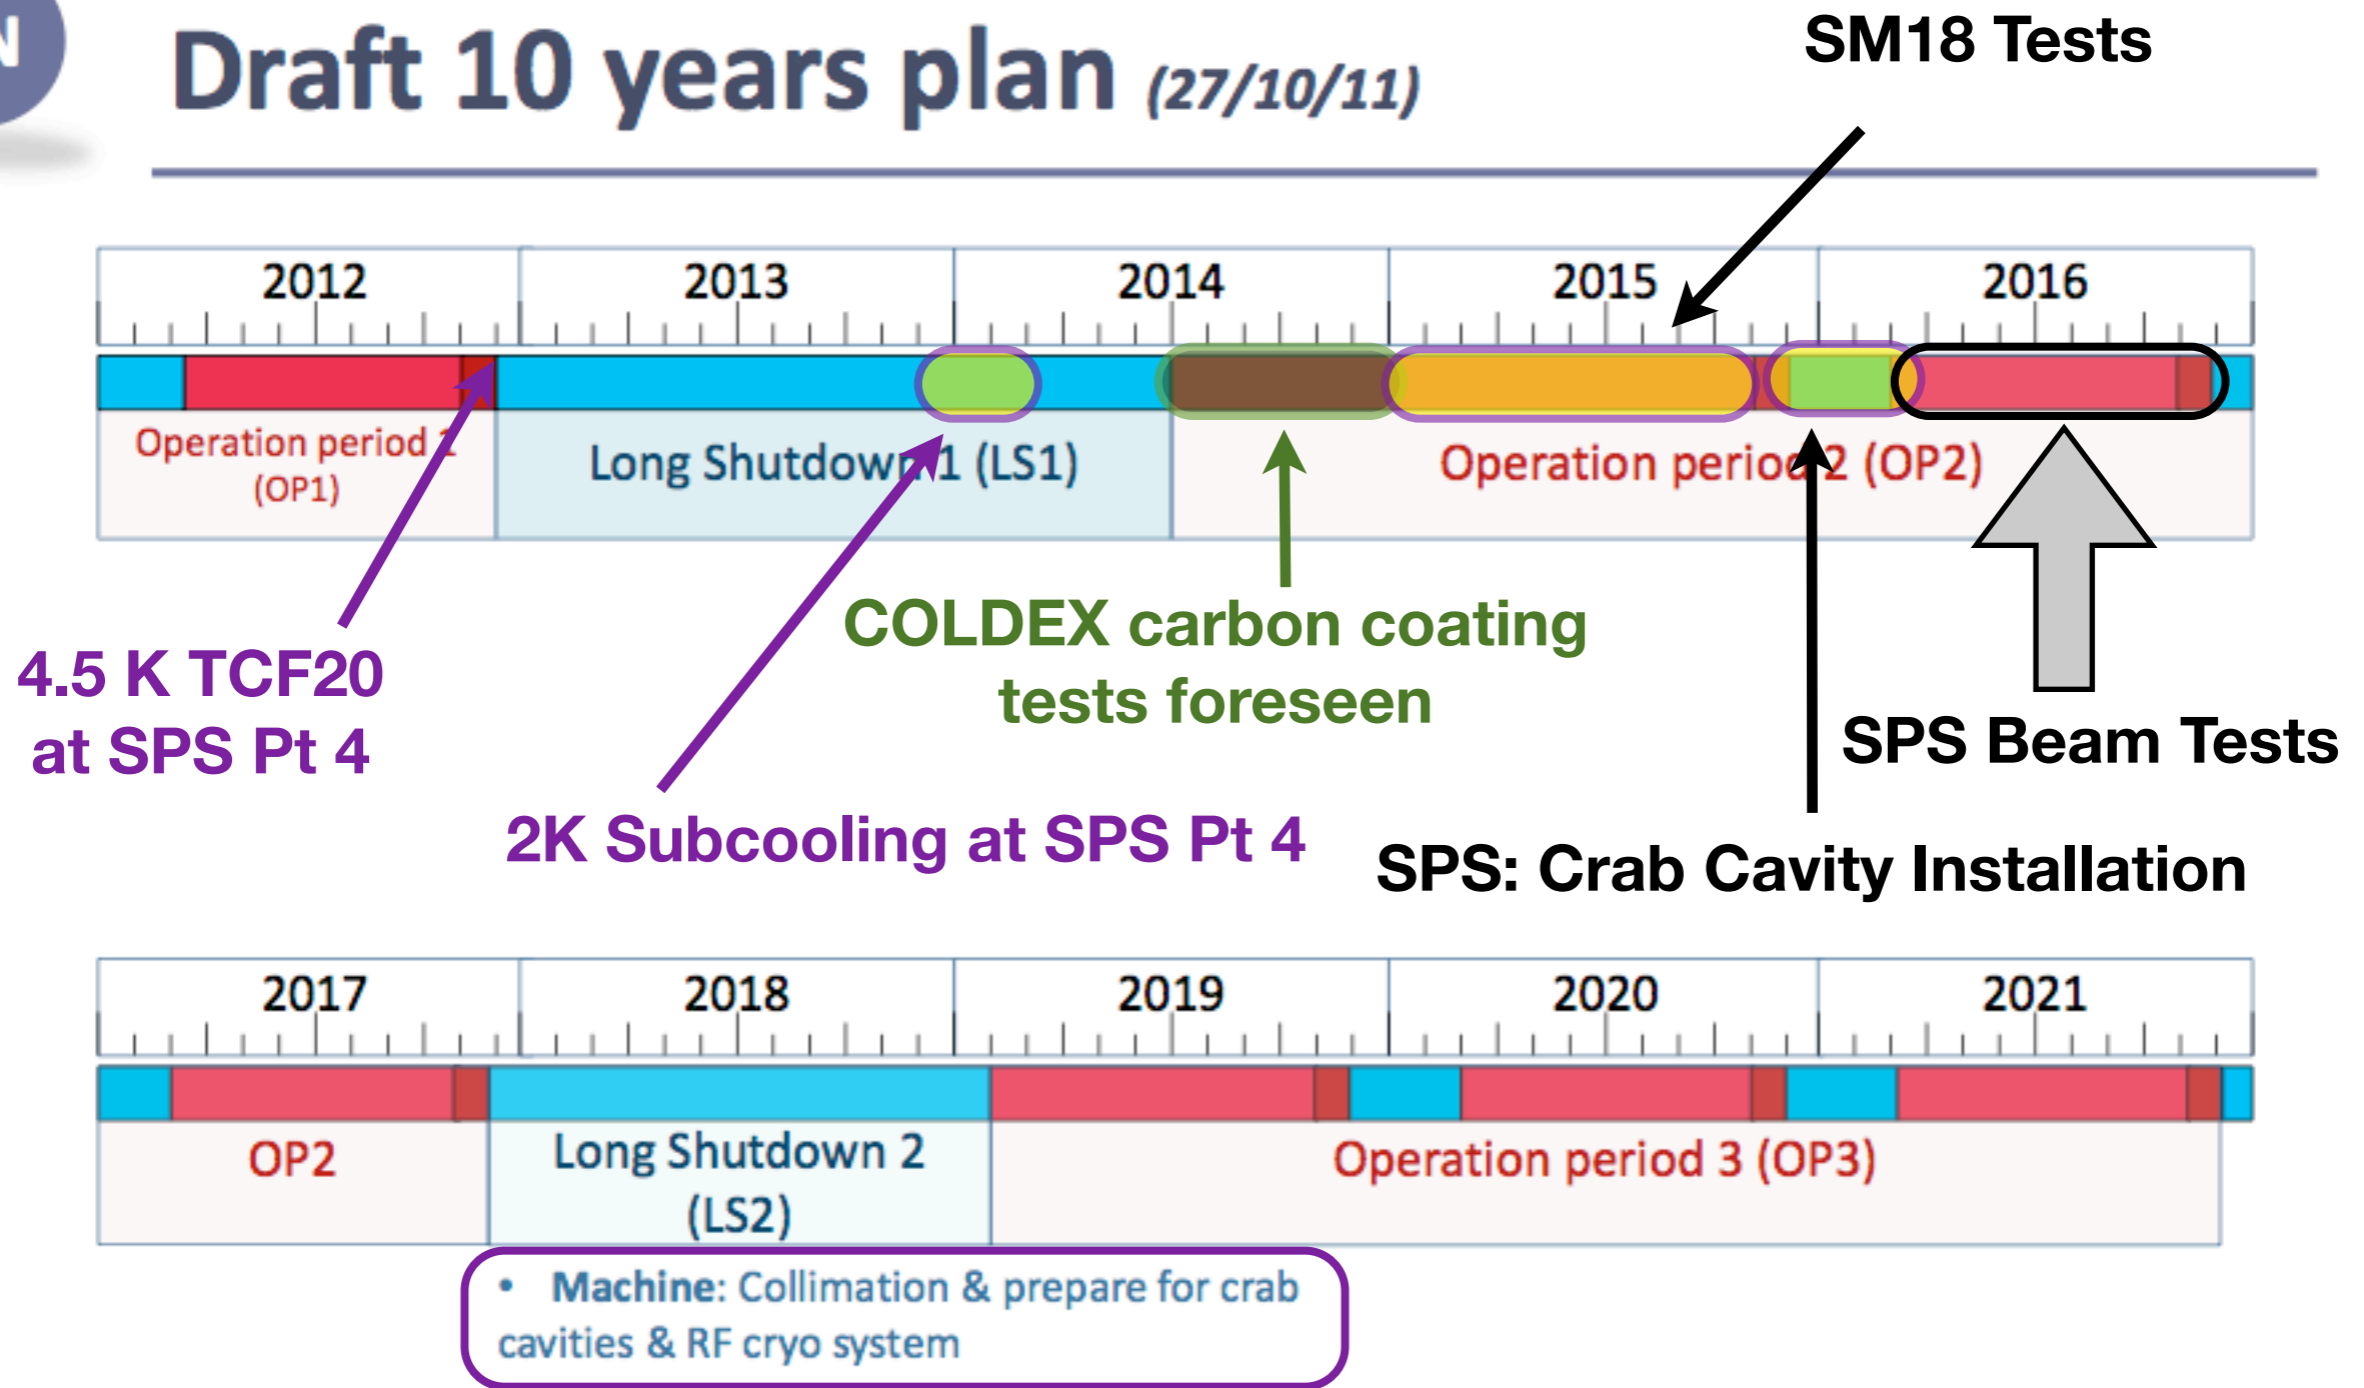 N
Draft 10 years plan (27/10/11)
SM18 Tests
2012 2013 2014 2015 2016
Operation period 1
(OP1)
Long Shutdown 1 (LS1)
Operation period 2 (OP2)
4.5 K TCF20
at SPS Pt 4
2K Subcooling at SPS Pt 4
COLDEX carbon coating
tests foreseen
SPS Beam Tests
SPS: Crab Cavity Installation
2017 2018 2019 2020 2021
OP2
Long Shutdown 2
(LS2)
Operation period 3 (OP3)
• Machine: Collimation & prepare for crab
cavities & RF cryo system